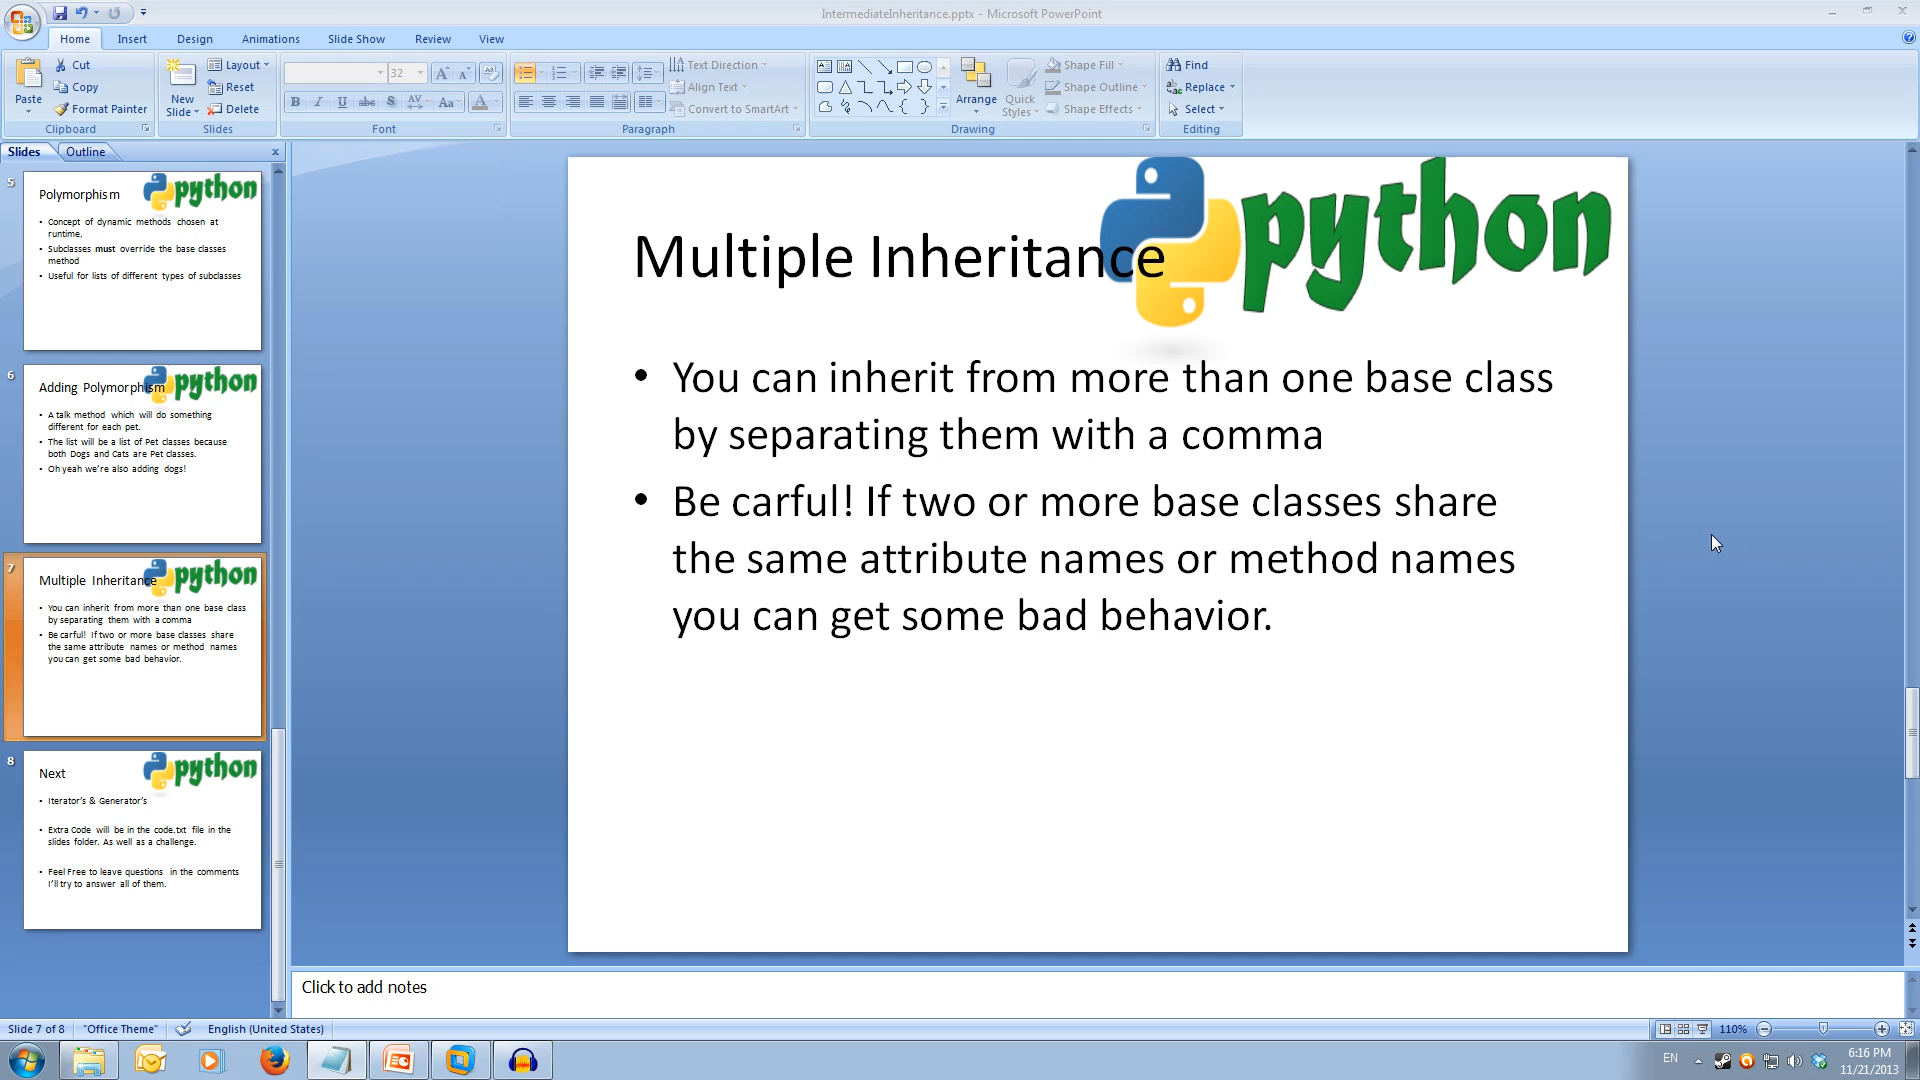 IntermediateInheritance.pptx - Microsoft PowerPoint
Home Insert Design Animations Slide Show Review View
Paste
Cut
Copy
Format Painter
Clipboard
New
Slide
Layout
Reset
Delete
Slides
32
Font
Text Direction
Align Text
Convert to SmartArt
Paragraph
Arrange
Quick
Styles
Shape Fill
Shape Outline
Shape Effects
Drawing
Find
Replace
Select
Editing
Slides Outline
5
Polymorphism
python
• Concept of dynamic methods chosen at
runtime.
• Subclasses must override the base classes
method
• Useful for lists of different types of subclasses
6
Adding Polymorphism
python
• A talk method which will do something
different for each pet.
• The list will be a list of Pet classes because
both Dogs and Cats are Pet classes.
• Oh yeah we're also adding dogs!
7
Multiple Inheritance
python
• You can inherit from more than one base class
by separating them with a comma
• Be carful! If two or more base classes share
the same attribute names or method names
you can get some bad behavior.
8
Next
python
• Iterator's & Generator's
• Extra Code will be in the code.txt file in the
slides folder. As well as a challenge.
• Feel Free to leave questions in the comments
I'll try to answer all of them.
python
Multiple Inheritance
• You can inherit from more than one base class
by separating them with a comma
• Be carful! If two or more base classes share
the same attribute names or method names
you can get some bad behavior.
Click to add notes
Slide 7 of 8 "Office Theme" English (United States) 110%
EN
6:16 PM
11/21/2013